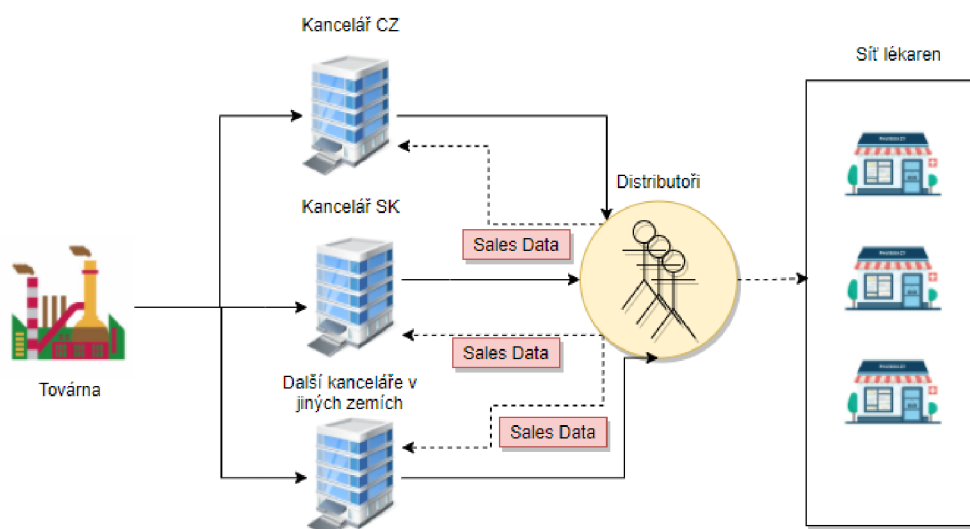 Kancelář CZ
Síť lékaren
Distributoři
Kancelář SK
Sales Data
Sales Data
Další kanceláře v
jiných zemích
Továrna
Sales Data